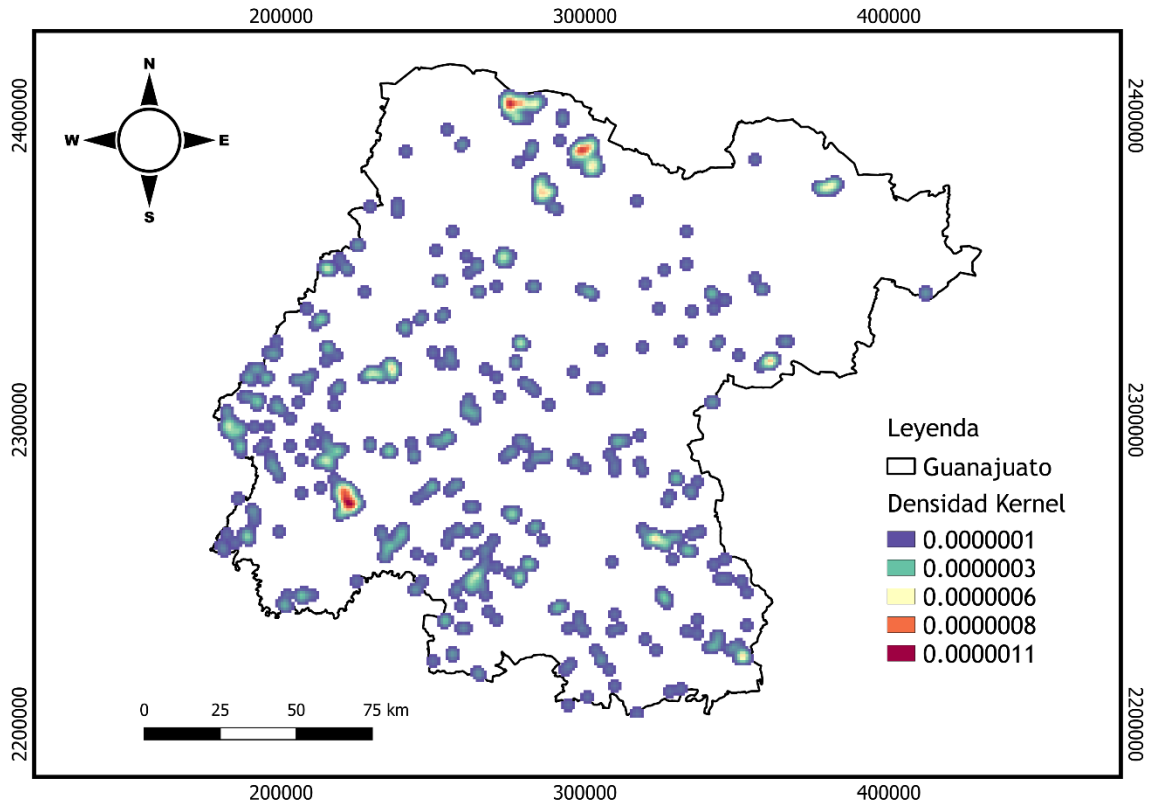 200000 300000 400000
N
W E
S
2400000
2400000
2300000
2300000
2200000
2200000
Leyenda
Guanajuato
Densidad Kernel
0.0000001
0.0000003
0.0000006
0.0000008
0.0000011
0 25 50 75 km
200000 300000 400000